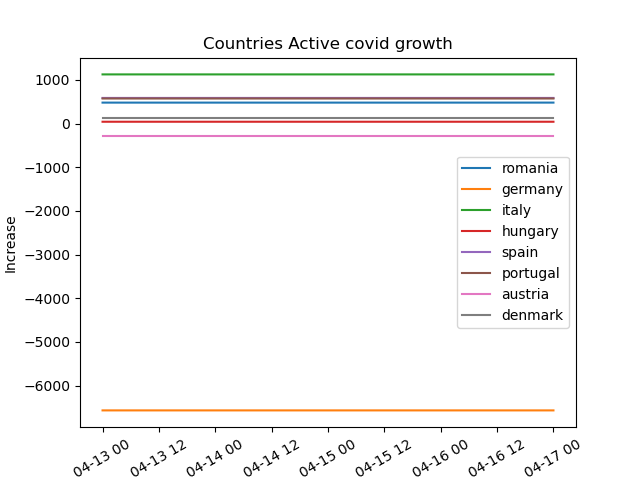 Countries Active covid growth
Increase
1000
0
−1000
−2000
−3000
−4000
−5000
−6000
romania
germany
italy
hungary
spain
portugal
austria
denmark
04-13 00
04-13 12
04-14 00
04-14 12
04-15 00
04-15 12
04-16 00
04-16 12
04-17 00